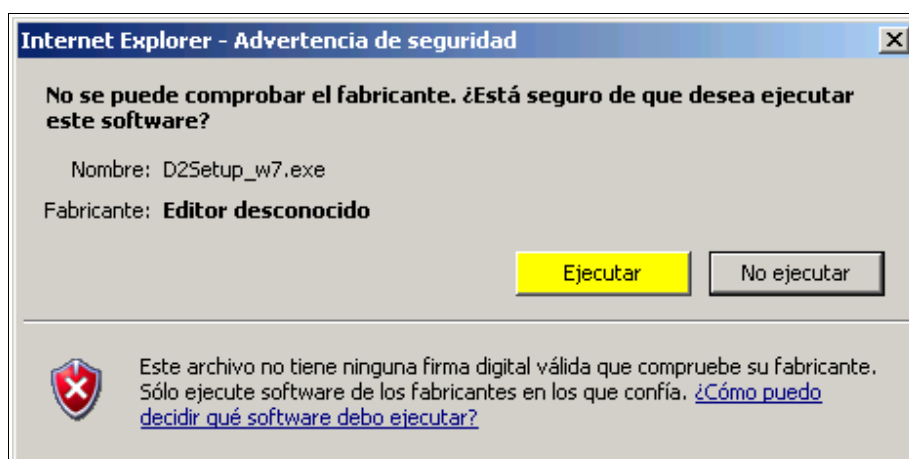 Internet Explorer - Advertencia de seguridad
No se puede comprobar el fabricante. ¿Está seguro de que desea ejecutar
este software?
Nombre: D2Setup_w7.exe
Fabricante: Editor desconocido
Ejecutar No ejecutar
Este archivo no tiene ninguna firma digital válida que compruebe su fabricante.
Sólo ejecute software de los fabricantes en los que confía. ¿Cómo puedo
decidir qué software debo ejecutar?